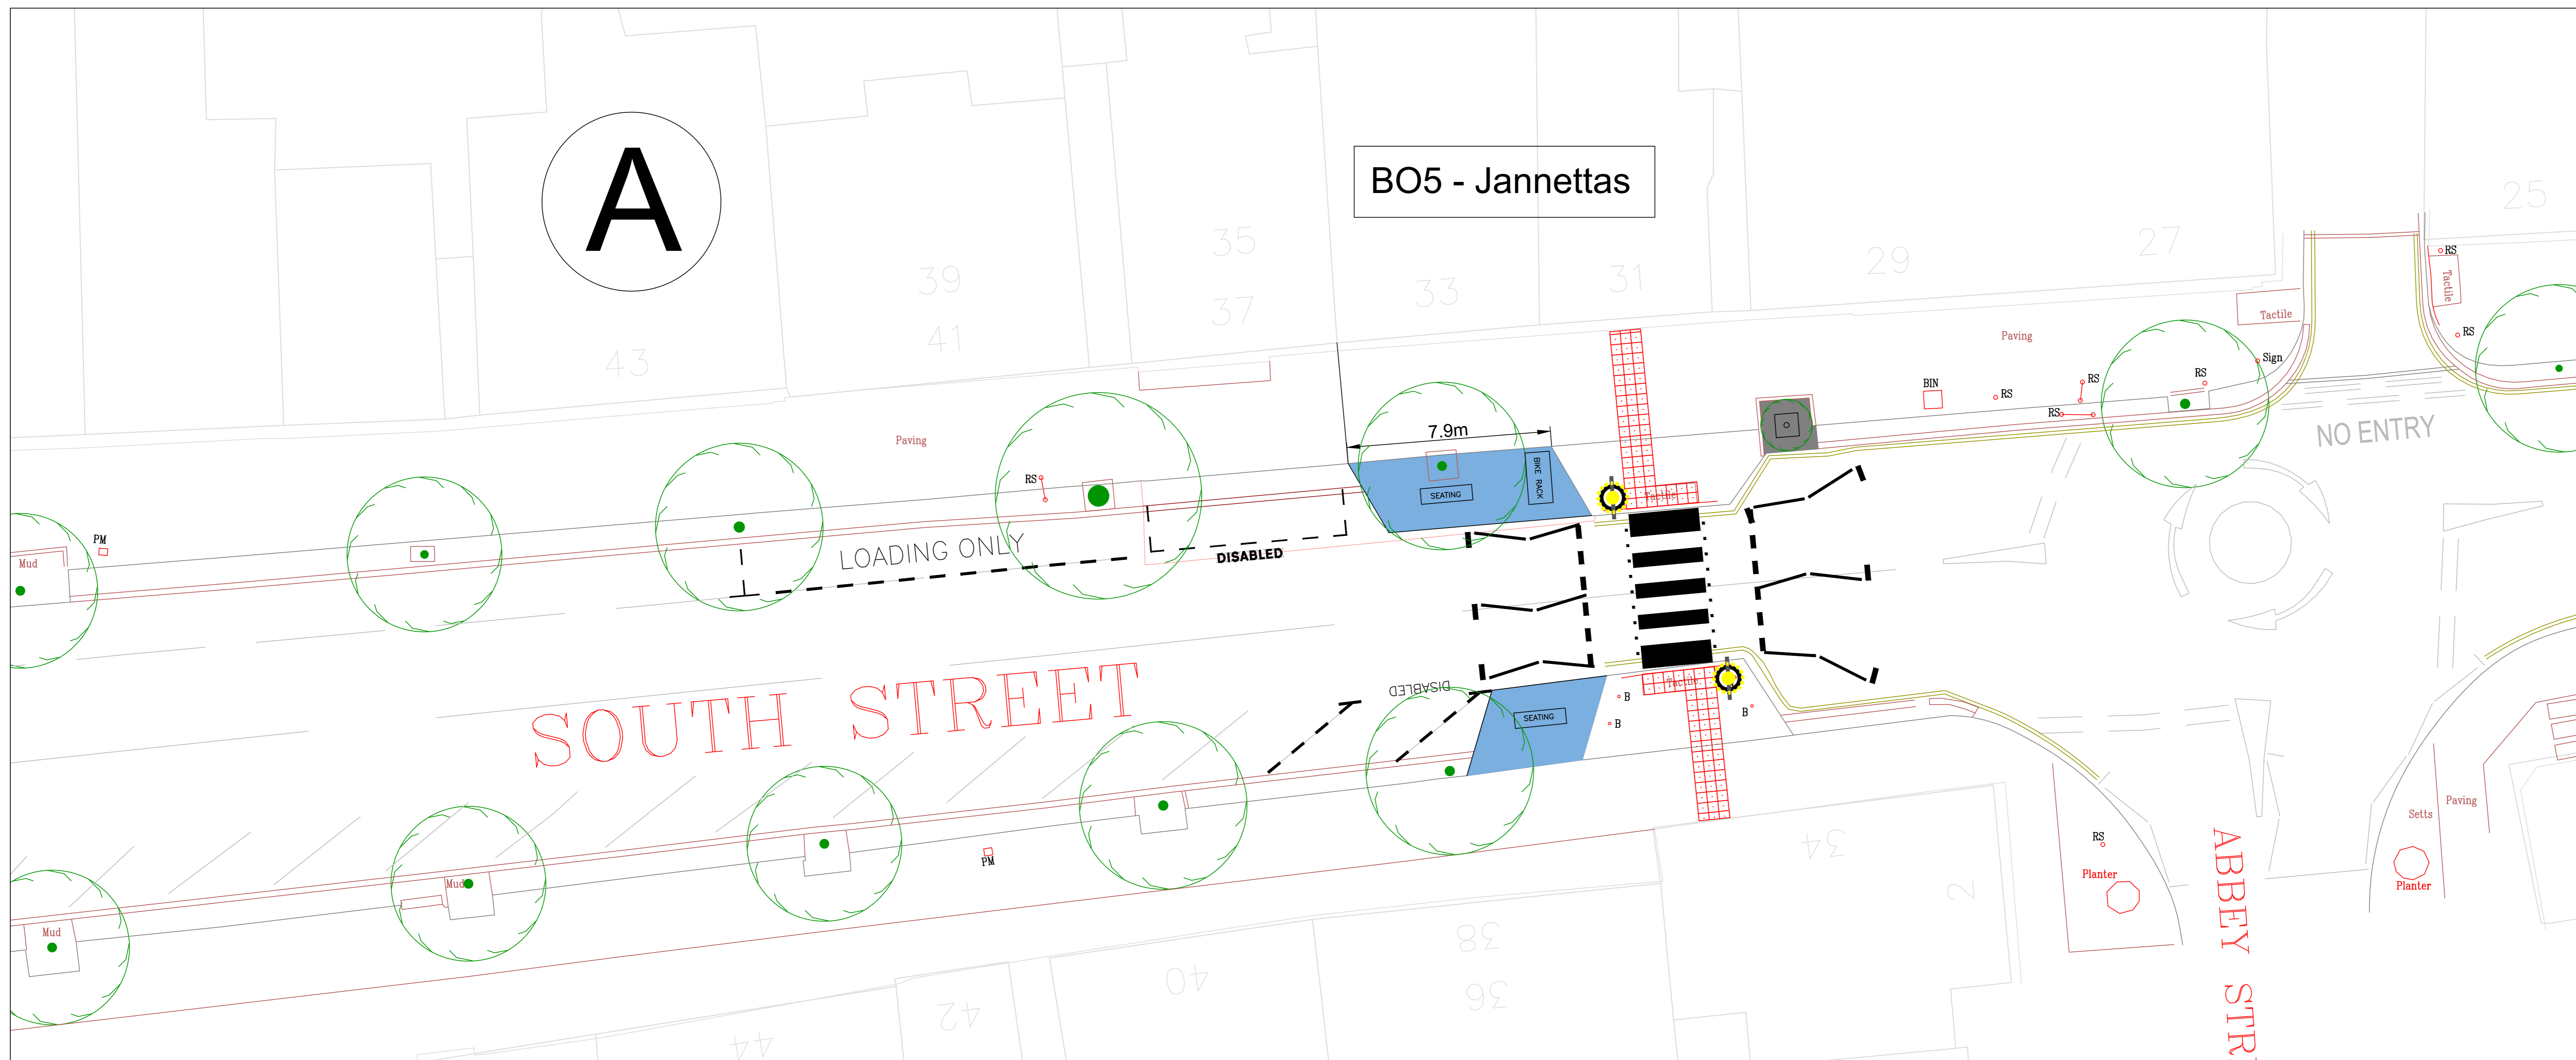 A
BO5 - Jannettas
25
35
27
39
29
31
33
37
41
43
RS
Tactile
Tactile
RS
Paving
Sign
RS
RS
BIN
RS
RS
NO ENTRY
7.9m
Paving
BIKE RACK
SEATING
Tactile
RS
PM
Mud
LOADING ONLY
DISABLED
SOUTH STREET
DISABLED
Tactile
B
B
B
SEATING
PM
Mud
Mud
34
2
38
36
40
42
44
RS
Planter
ABBEY STR
Setts
Paving
Planter